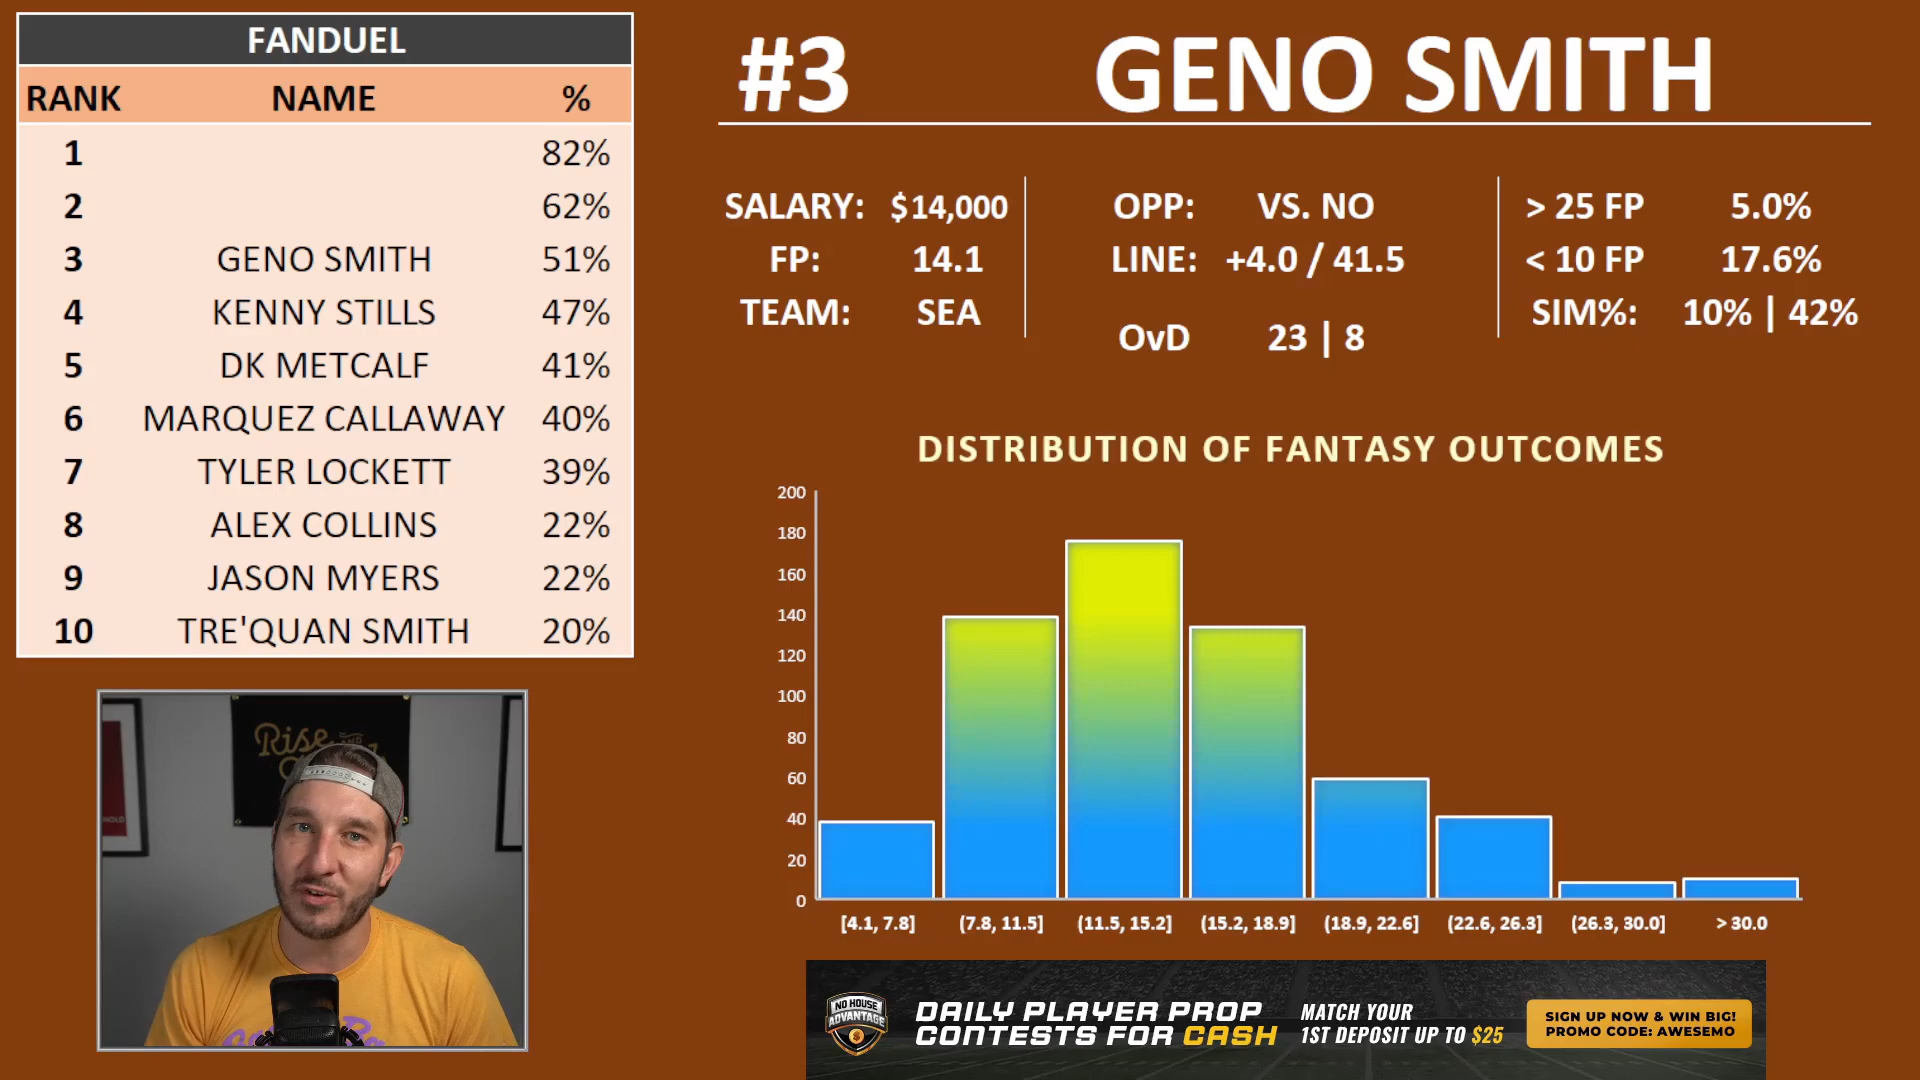 FANDUEL
RANK NAME %
1 82%
2 62%
3 GENO SMITH 51%
4 KENNY STILLS 47%
5 DK METCALF 41%
6 MARQUEZ CALLAWAY 40%
7 TYLER LOCKETT 39%
8 ALEX COLLINS 22%
9 JASON MYERS 22%
10 TRE'QUAN SMITH 20%
#3 GENO SMITH
SALARY: $14,000
FP: 14.1
TEAM: SEA
OPP: VS. NO
LINE: +4.0 / 41.5
OvD 23 | 8
> 25 FP 5.0%
< 10 FP 17.6%
SIM%: 10% | 42%
DISTRIBUTION OF FANTASY OUTCOMES
200
180
160
140
120
100
80
60
40
20
0
[4.1, 7.8] (7.8, 11.5] (11.5, 15.2] (15.2, 18.9] (18.9, 22.6] (22.6, 26.3] (26.3, 30.0] > 30.0
Rise
AND
NO HOUSE
ADVANTAGE
DAILY PLAYER PROP
CONTESTS FOR CASH
MATCH YOUR
1ST DEPOSIT UP TO $25
SIGN UP NOW & WIN BIG!
PROMO CODE: AWESEMO